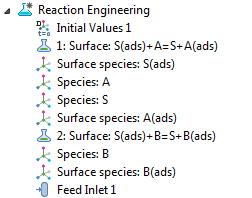 Reaction Engineering
Initial Values 1
1: Surface: S(ads)+A=S+A(ads)
Surface species: S(ads)
Species: A
Species: S
Surface species: A(ads)
2: Surface: S(ads)+B=S+B(ads)
Species: B
Surface species: B(ads)
Feed Inlet 1